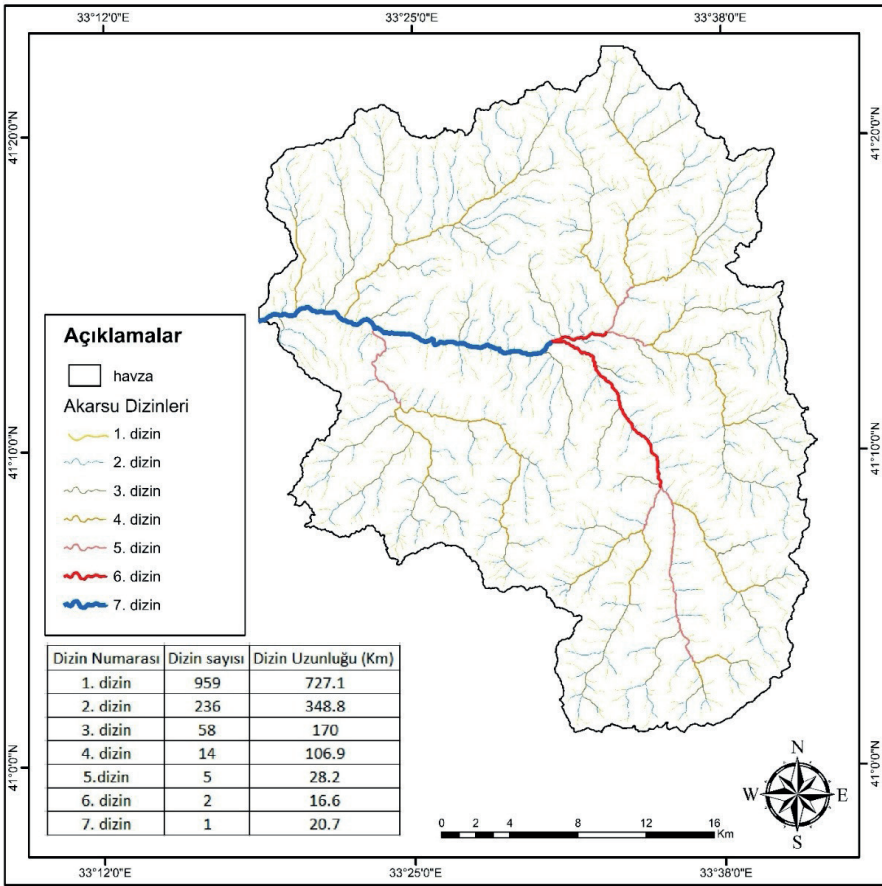 33°12'0"E 33°25'0"E 33°38'0"E
41°20'0"N 41°20'0"N
41°10'0"N 41°10'0"N
41°0'0"N 41°0'0"N
Açıklamalar
havza
Akarsu Dizinleri
1. dizin
2. dizin
3. dizin
4. dizin
5. dizin
6. dizin
7. dizin
Dizin Numarası Dizin sayısı Dizin Uzunluğu (Km)
1. dizin 959 727.1
2. dizin 236 348.8
3. dizin 58 170
4. dizin 14 106.9
5.dizin 5 28.2
6. dizin 2 16.6
7. dizin 1 20.7
N
W E
S
0 2 4 8 12 16
Km
33°12'0"E 33°25'0"E 33°38'0"E